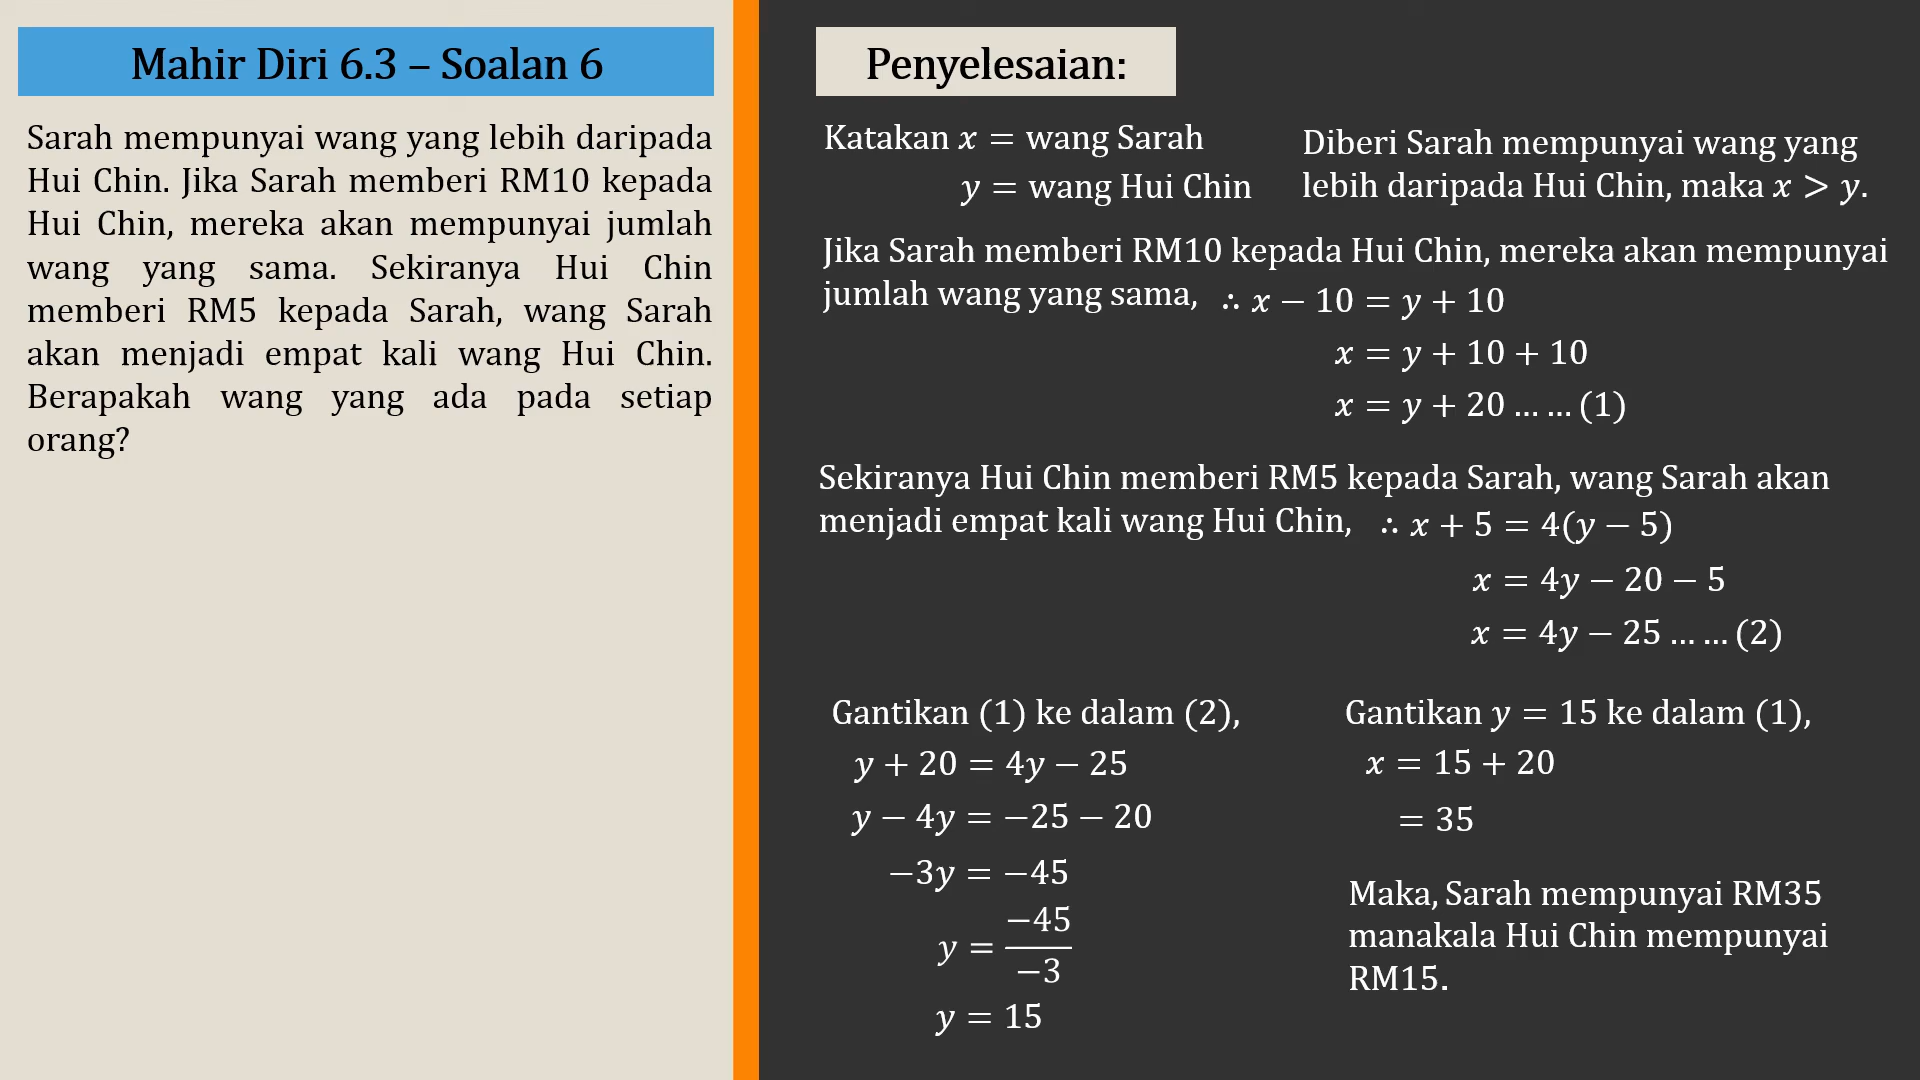 Mahir Diri 6.3 – Soalan 6
Sarah mempunyai wang yang lebih daripada
Hui Chin. Jika Sarah memberi RM10 kepada
Hui Chin, mereka akan mempunyai jumlah
wang yang sama. Sekiranya Hui Chin
memberi RM5 kepada Sarah, wang Sarah
akan menjadi empat kali wang Hui Chin.
Berapakah wang yang ada pada setiap
orang?
Penyelesaian:
Katakan x = wang Sarah
y = wang Hui Chin
Diberi Sarah mempunyai wang yang
lebih daripada Hui Chin, maka x > y.
Jika Sarah memberi RM10 kepada Hui Chin, mereka akan mempunyai
jumlah wang yang sama, ∴ x − 10 = y + 10
x = y + 10 + 10
x = y + 20 … … (1)
Sekiranya Hui Chin memberi RM5 kepada Sarah, wang Sarah akan
menjadi empat kali wang Hui Chin, ∴ x + 5 = 4(y − 5)
x = 4y − 20 − 5
x = 4y − 25 … … (2)
Gantikan (1) ke dalam (2),
y + 20 = 4y − 25
y − 4y = −25 − 20
−3y = −45
y = −45/−3
y = 15
Gantikan y = 15 ke dalam (1),
x = 15 + 20
= 35
Maka, Sarah mempunyai RM35
manakala Hui Chin mempunyai
RM15.